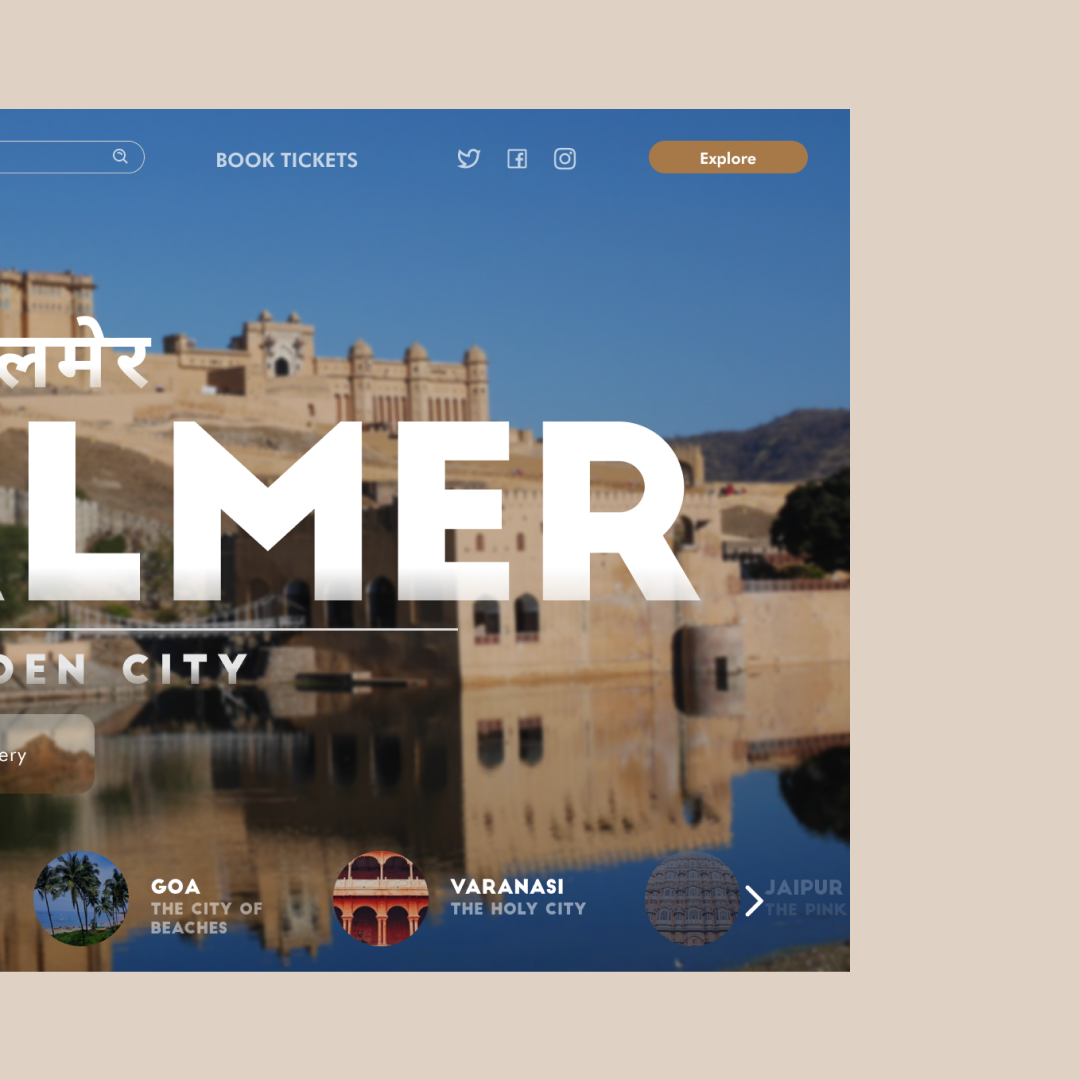 BOOK TICKETS
Explore
लमेर
LMER
DEN CITY
ery
GOA
THE CITY OF
BEACHES
VARANASI
THE HOLY CITY
JAIPUR
THE PINK